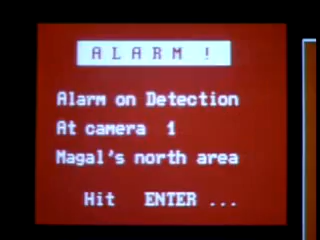 ALARM !
Alarm on Detection
At camera 1
Magal's north area
Hit ENTER ...